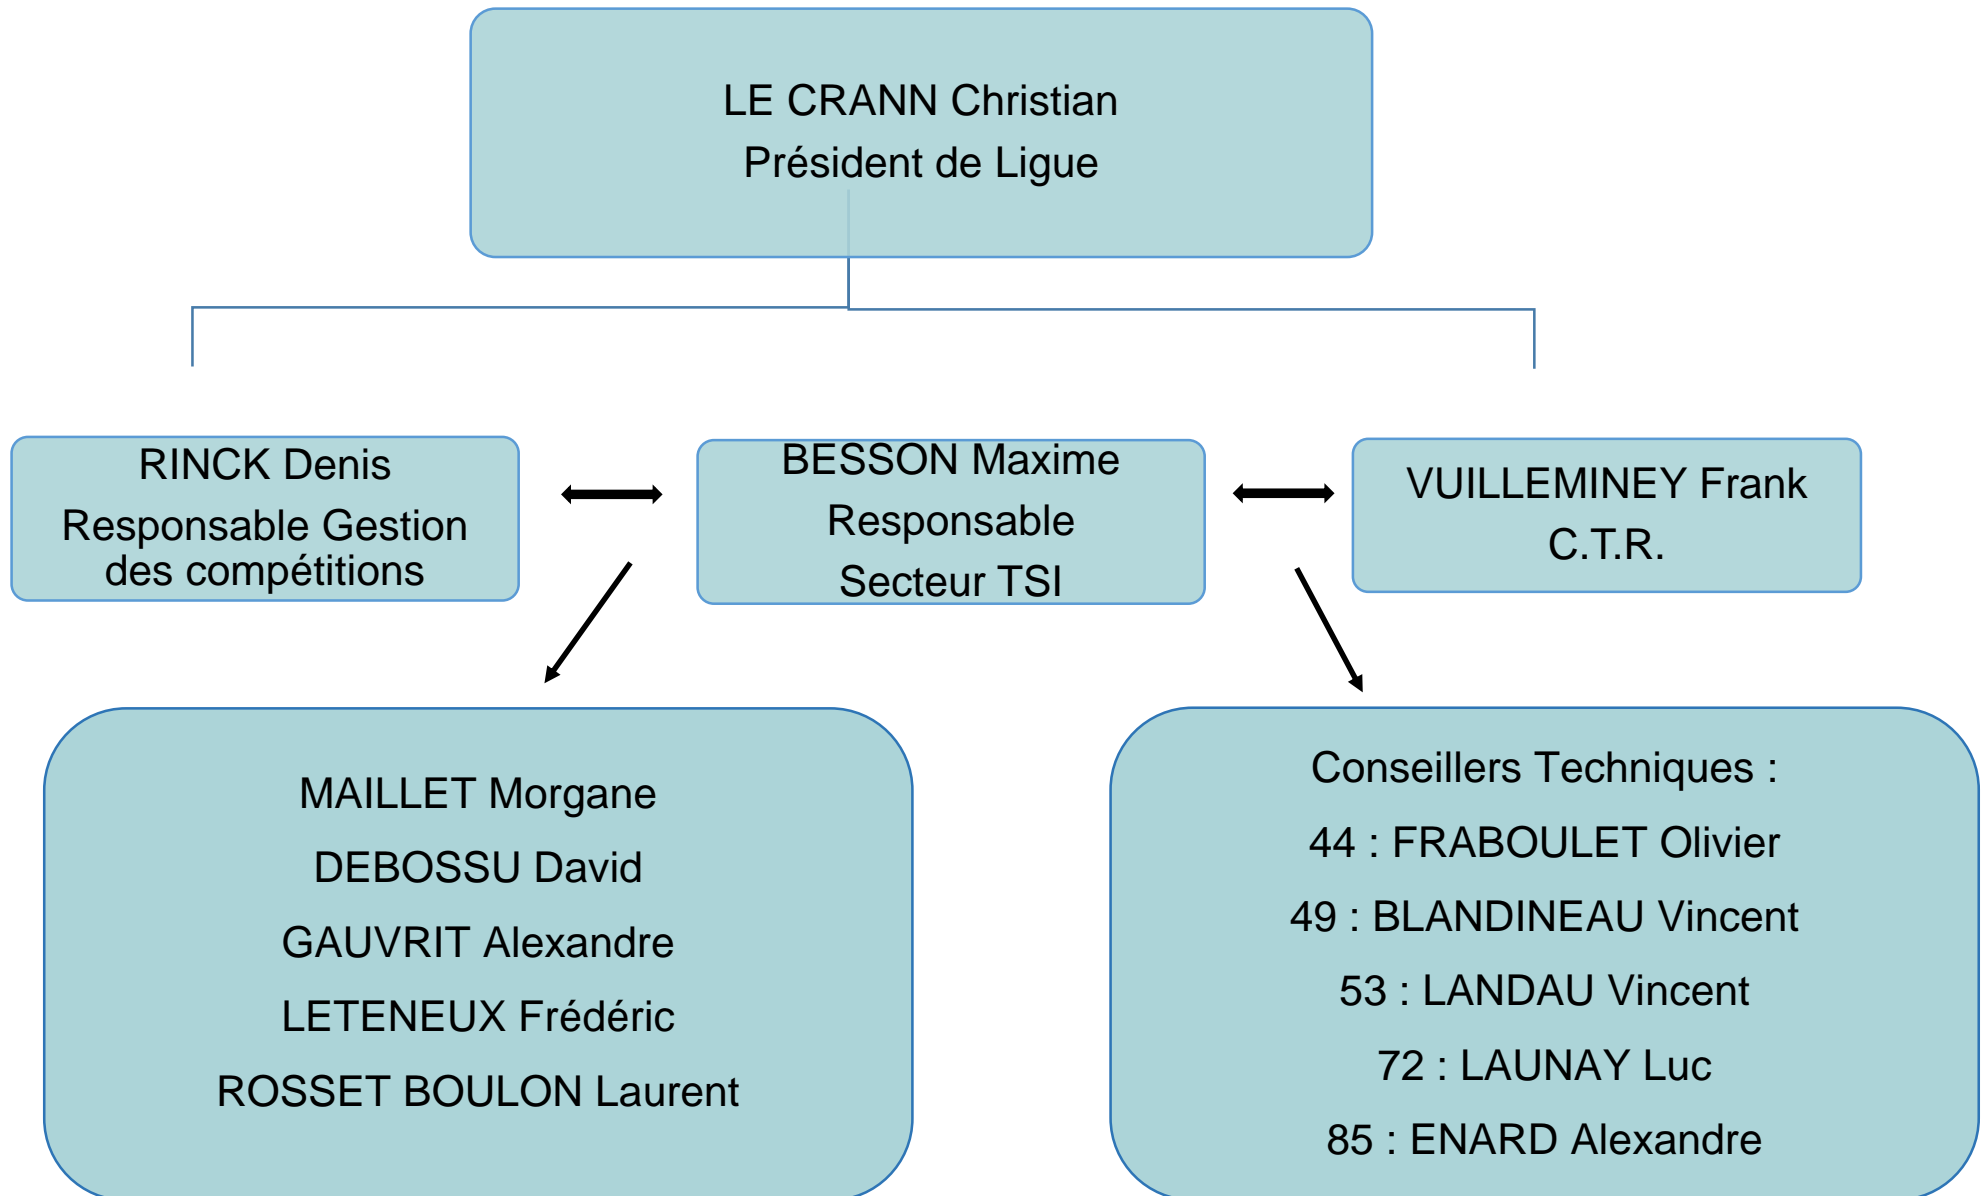 LE CRANN Christian
Président de Ligue
RINCK Denis
Responsable Gestion
des compétitions
BESSON Maxime
Responsable
Secteur TSI
VUILLEMINEY Frank
C.T.R.
MAILLET Morgane
DEBOSSU David
GAUVRIT Alexandre
LETENEUX Frédéric
ROSSET BOULON Laurent
Conseillers Techniques :
44 : FRABOULET Olivier
49 : BLANDINEAU Vincent
53 : LANDAU Vincent
72 : LAUNAY Luc
85 : ENARD Alexandre